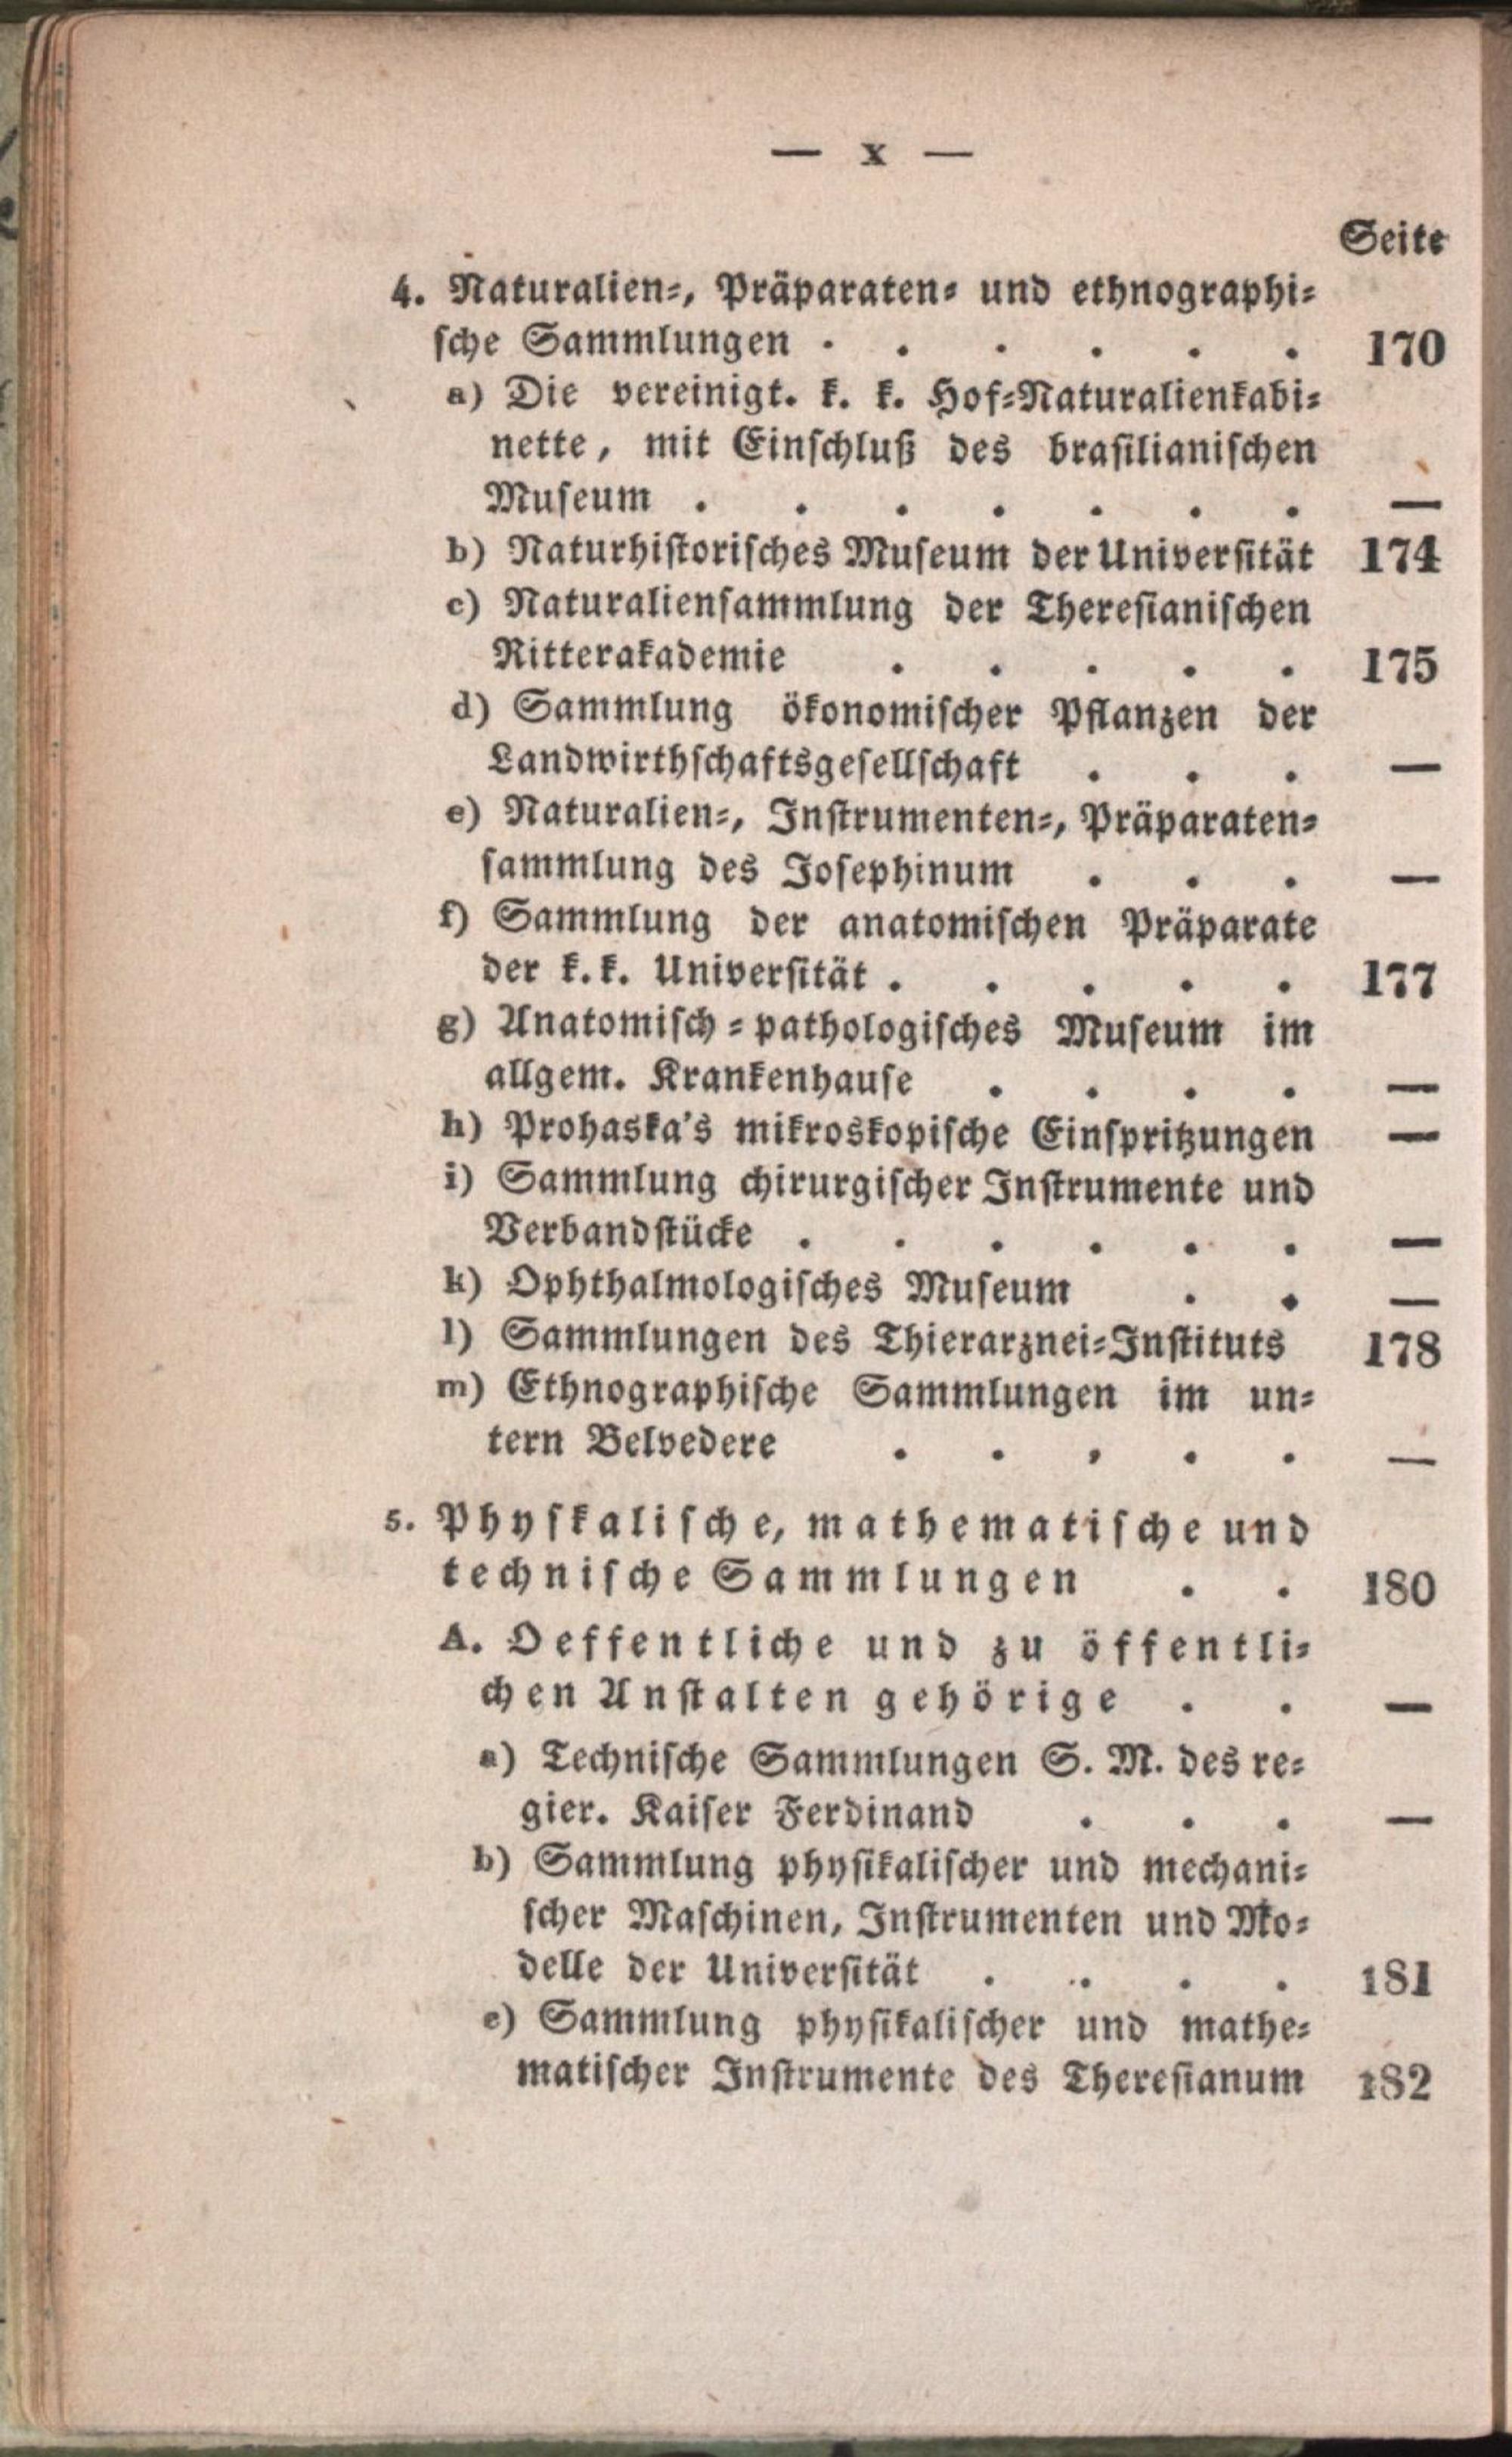 — x —
Seite
4. Naturalien-, Präparaten- und ethnographi-
sche Sammlungen . . . . . . 170
a) Die vereinigt. k. k. Hof-Naturalienkabi-
nette, mit Einschluß des brasilianischen
Museum . . . . . . . —
b) Naturhistorisches Museum der Universität 174
c) Naturaliensammlung der Theresianischen
Ritterakademie . . . . . 175
d) Sammlung ökonomischer Pflanzen der
Landwirthschaftsgesellschaft . . . —
e) Naturalien-, Instrumenten-, Präparaten-
sammlung des Josephinum . . . —
f) Sammlung der anatomischen Präparate
der k. k. Universität . . . . . 177
g) Anatomisch-pathologisches Museum im
allgem. Krankenhause . . . . —
h) Prohaska's mikroskopische Einspritzungen —
i) Sammlung chirurgischer Instrumente und
Verbandstücke . . . . . . —
k) Ophthalmologisches Museum . . —
l) Sammlungen des Thierarznei-Instituts 178
m) Ethnographische Sammlungen im un-
tern Belvedere . . , . . —
5. Physkalische, mathematische und
technische Sammlungen . . 180
A. Oeffentliche und zu öffentli-
chen Anstalten gehörige . . —
a) Technische Sammlungen S. M. des re-
gier. Kaiser Ferdinand . . . —
b) Sammlung physikalischer und mechani-
scher Maschinen, Instrumenten und Mo-
delle der Universität . . . . 181
c) Sammlung physikalischer und mathe-
matischer Instrumente des Theresianum 182